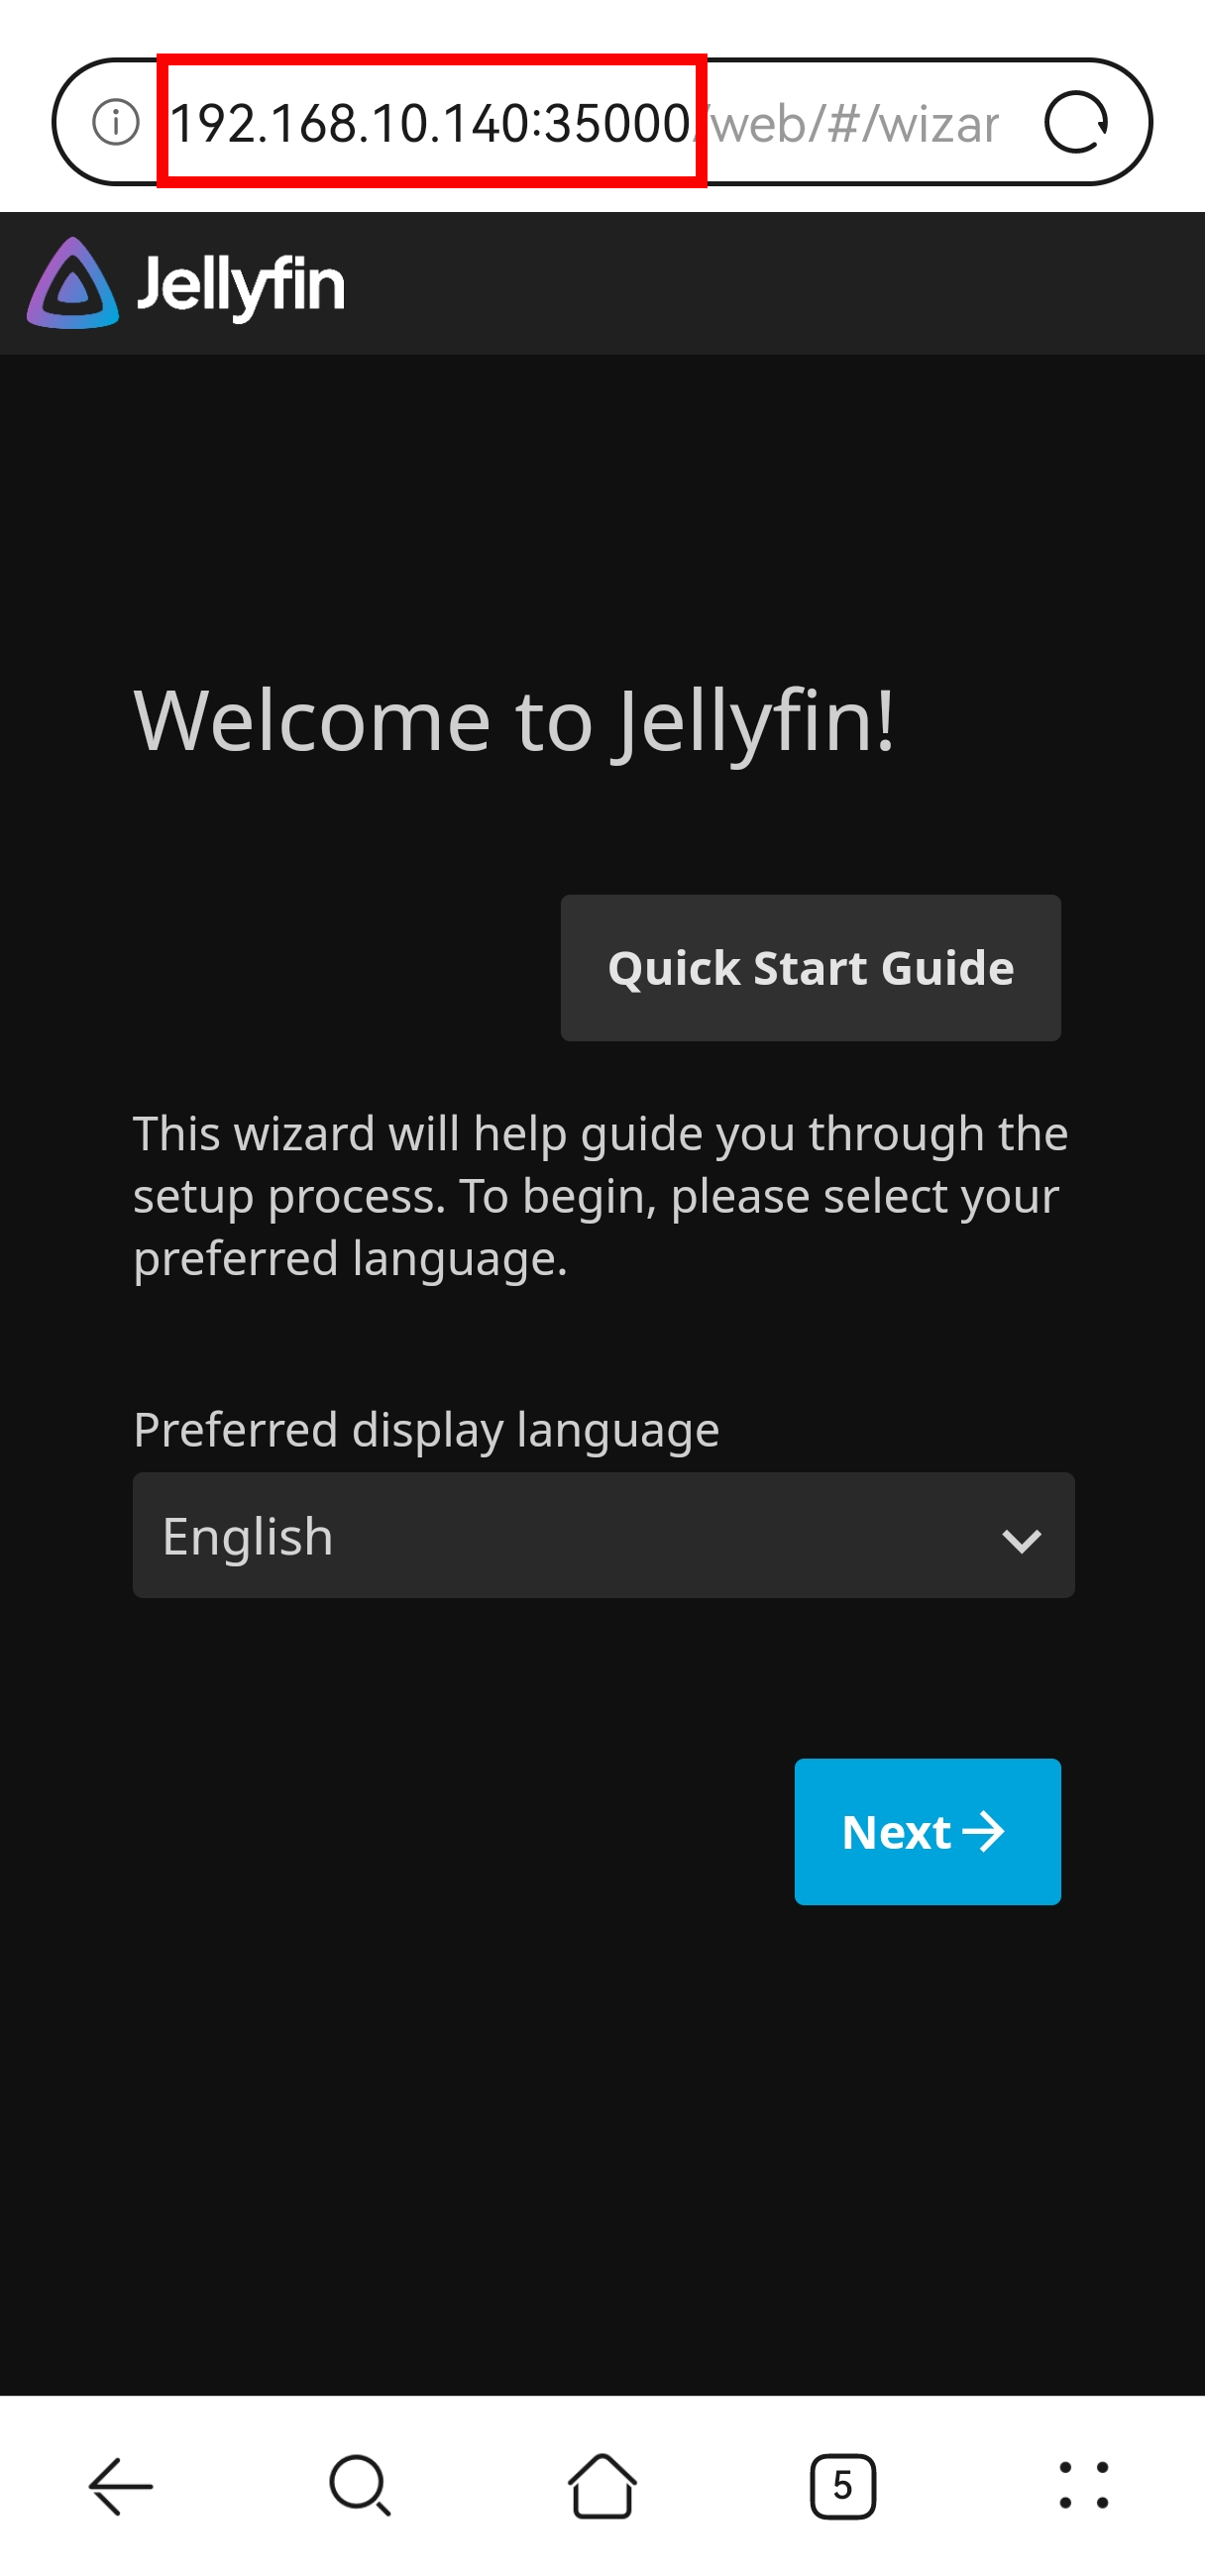 192.168.10.140:35000/web/#/wizar
Jellyfin
Welcome to Jellyfin!
Quick Start Guide
This wizard will help guide you through the
setup process. To begin, please select your
preferred language.
Preferred display language
English
Next
5